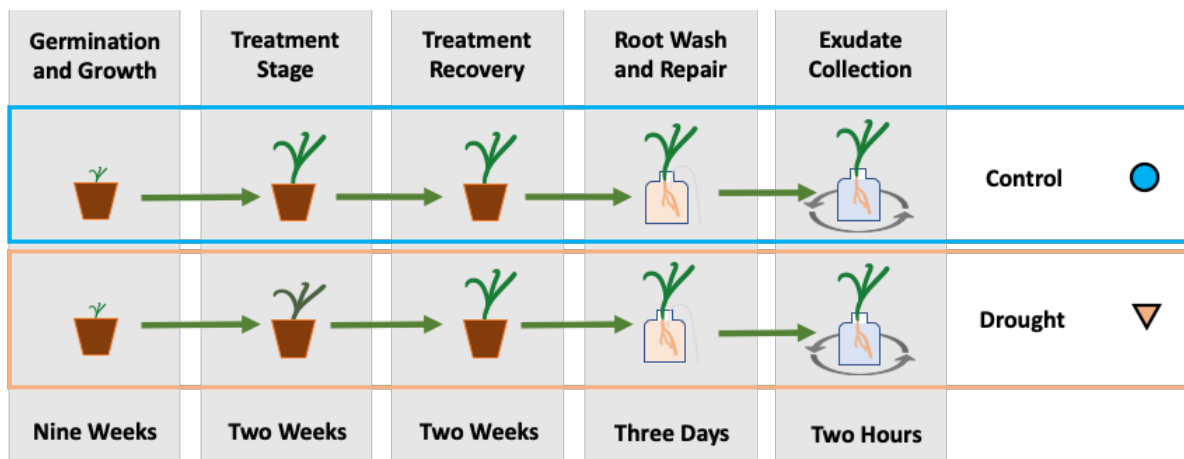 Germination
and Growth
Treatment
Stage
Treatment
Recovery
Root Wash
and Repair
Exudate
Collection
Control
Drought
Nine Weeks
Two Weeks
Two Weeks
Three Days
Two Hours